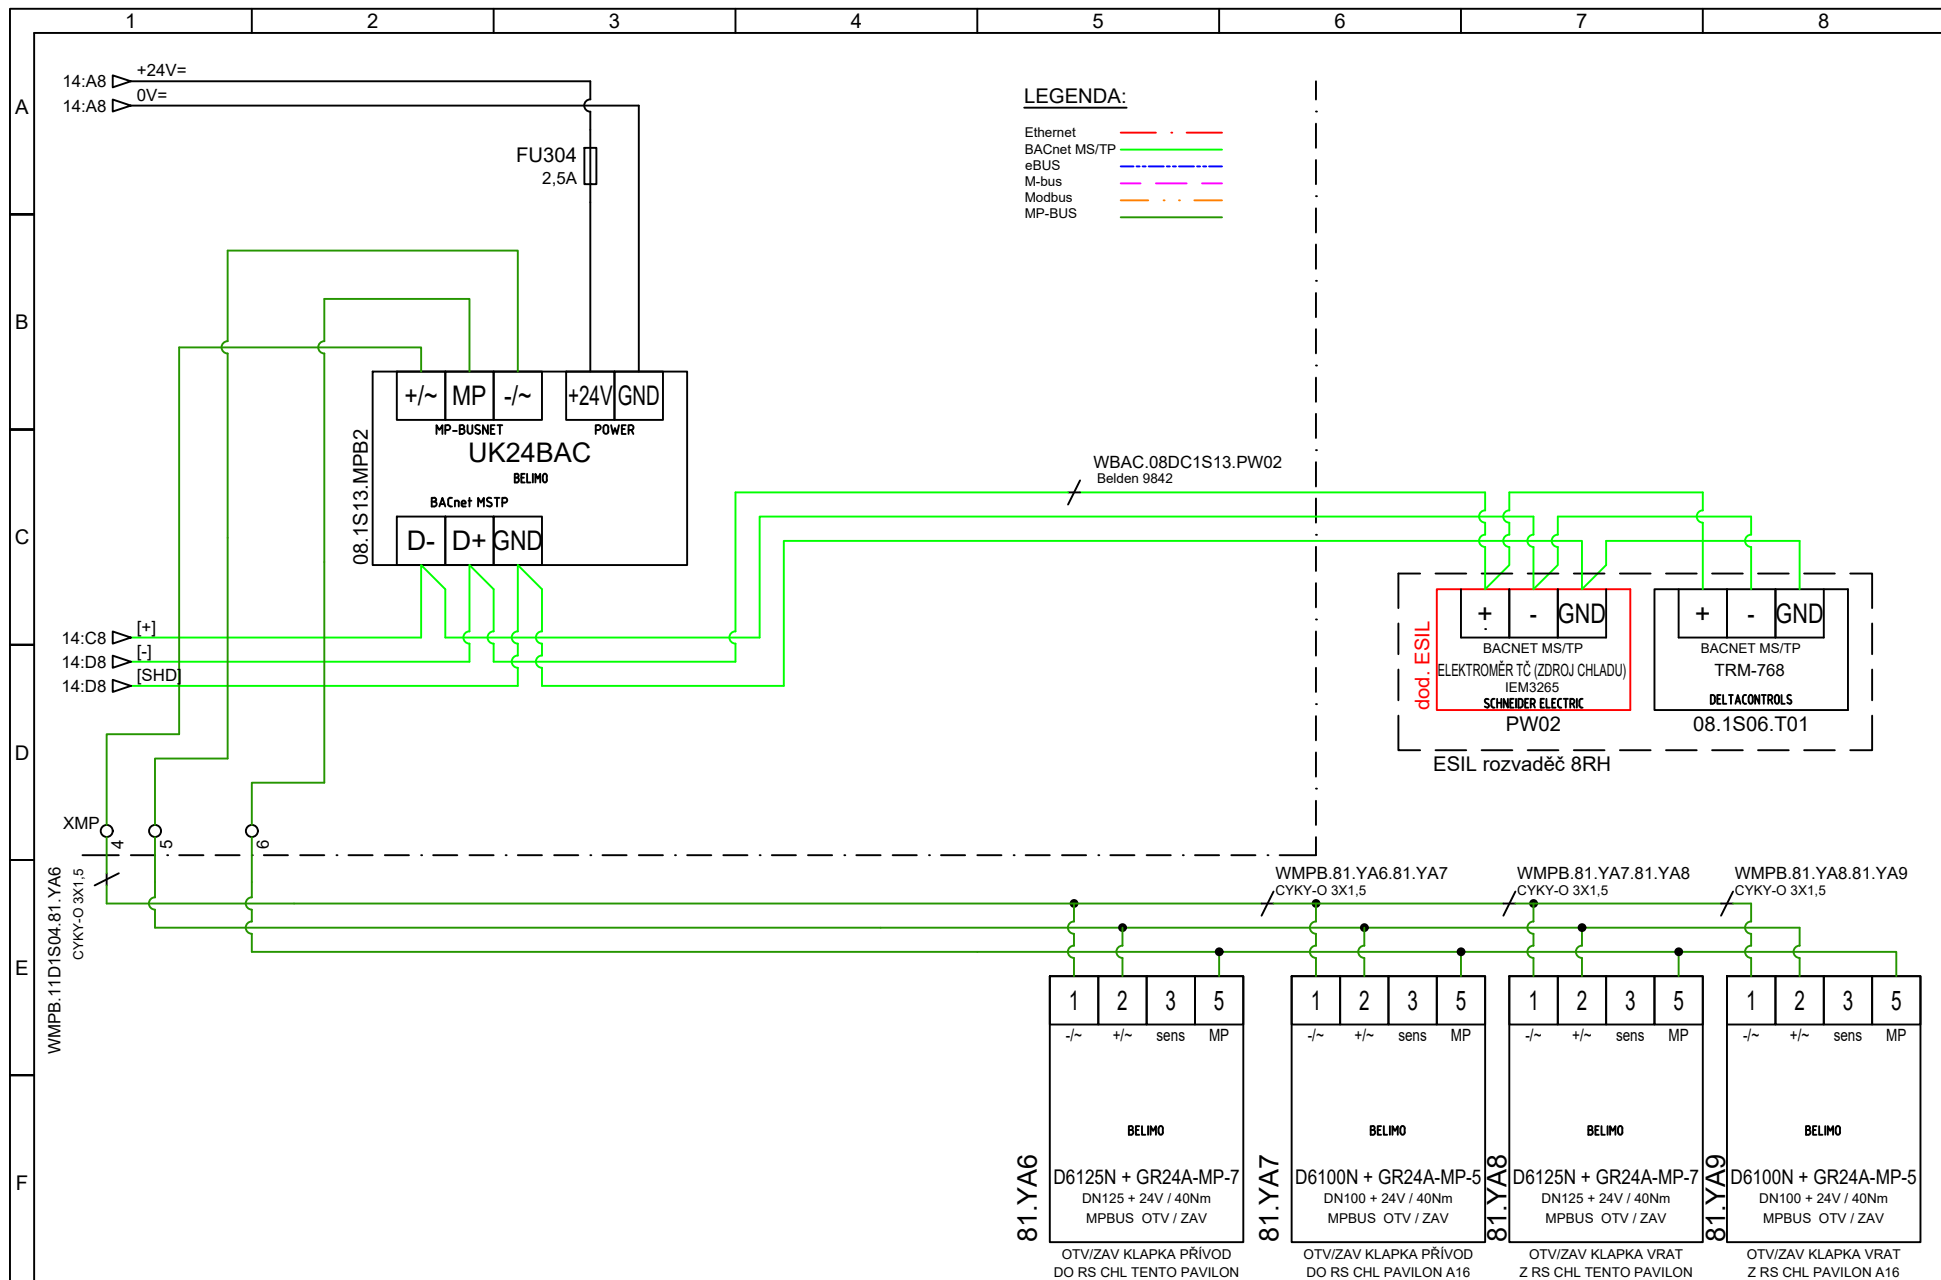 1 2 3 4 5 6 7 8
A
B
C
D
E
F
14:A8 +24V=
14:A8 0V=
FU304
2,5A
LEGENDA:
Ethernet
BACnet MS/TP
eBUS
M-bus
Modbus
MP-BUS
+/~ MP -/~ +24V GND
MP-BUSNET POWER
UK24BAC
BELIMO
BACnet MSTP
D- D+ GND
08.1S13.MPB2
WBAC.08DC1S13.PW02
Belden 9842
14:C8 [+]
14:D8 [-]
14:D8 [SHD]
+ - GND
BACNET MS/TP
ELEKTROMĚR TČ (ZDROJ CHLADU)
IEM3265
SCHNEIDER ELECTRIC
PW02
dod. ESIL
+ - GND
BACNET MS/TP
TRM-768
DELTACONTROLS
08.1S06.T01
ESIL rozvaděč 8RH
XMP 4 5 6
WMPB.11D1S04.81.YA6
CYKY-O 3X1,5
WMPB.81.YA6.81.YA7
CYKY-O 3X1,5
WMPB.81.YA7.81.YA8
CYKY-O 3X1,5
WMPB.81.YA8.81.YA9
CYKY-O 3X1,5
1 2 3 5
-/~ +/~ sens MP
BELIMO
D6125N + GR24A-MP-7
DN125 + 24V / 40Nm
MPBUS OTV / ZAV
81.YA6
OTV/ZAV KLAPKA PŘÍVOD
DO RS CHL TENTO PAVILON
1 2 3 5
-/~ +/~ sens MP
BELIMO
D6100N + GR24A-MP-5
DN100 + 24V / 40Nm
MPBUS OTV / ZAV
81.YA7
OTV/ZAV KLAPKA PŘÍVOD
DO RS CHL PAVILON A16
1 2 3 5
-/~ +/~ sens MP
BELIMO
D6125N + GR24A-MP-7
DN125 + 24V / 40Nm
MPBUS OTV / ZAV
81.YA8
OTV/ZAV KLAPKA VRAT
Z RS CHL TENTO PAVILON
1 2 3 5
-/~ +/~ sens MP
BELIMO
D6100N + GR24A-MP-5
DN100 + 24V / 40Nm
MPBUS OTV / ZAV
81.YA9
OTV/ZAV KLAPKA VRAT
Z RS CHL PAVILON A16